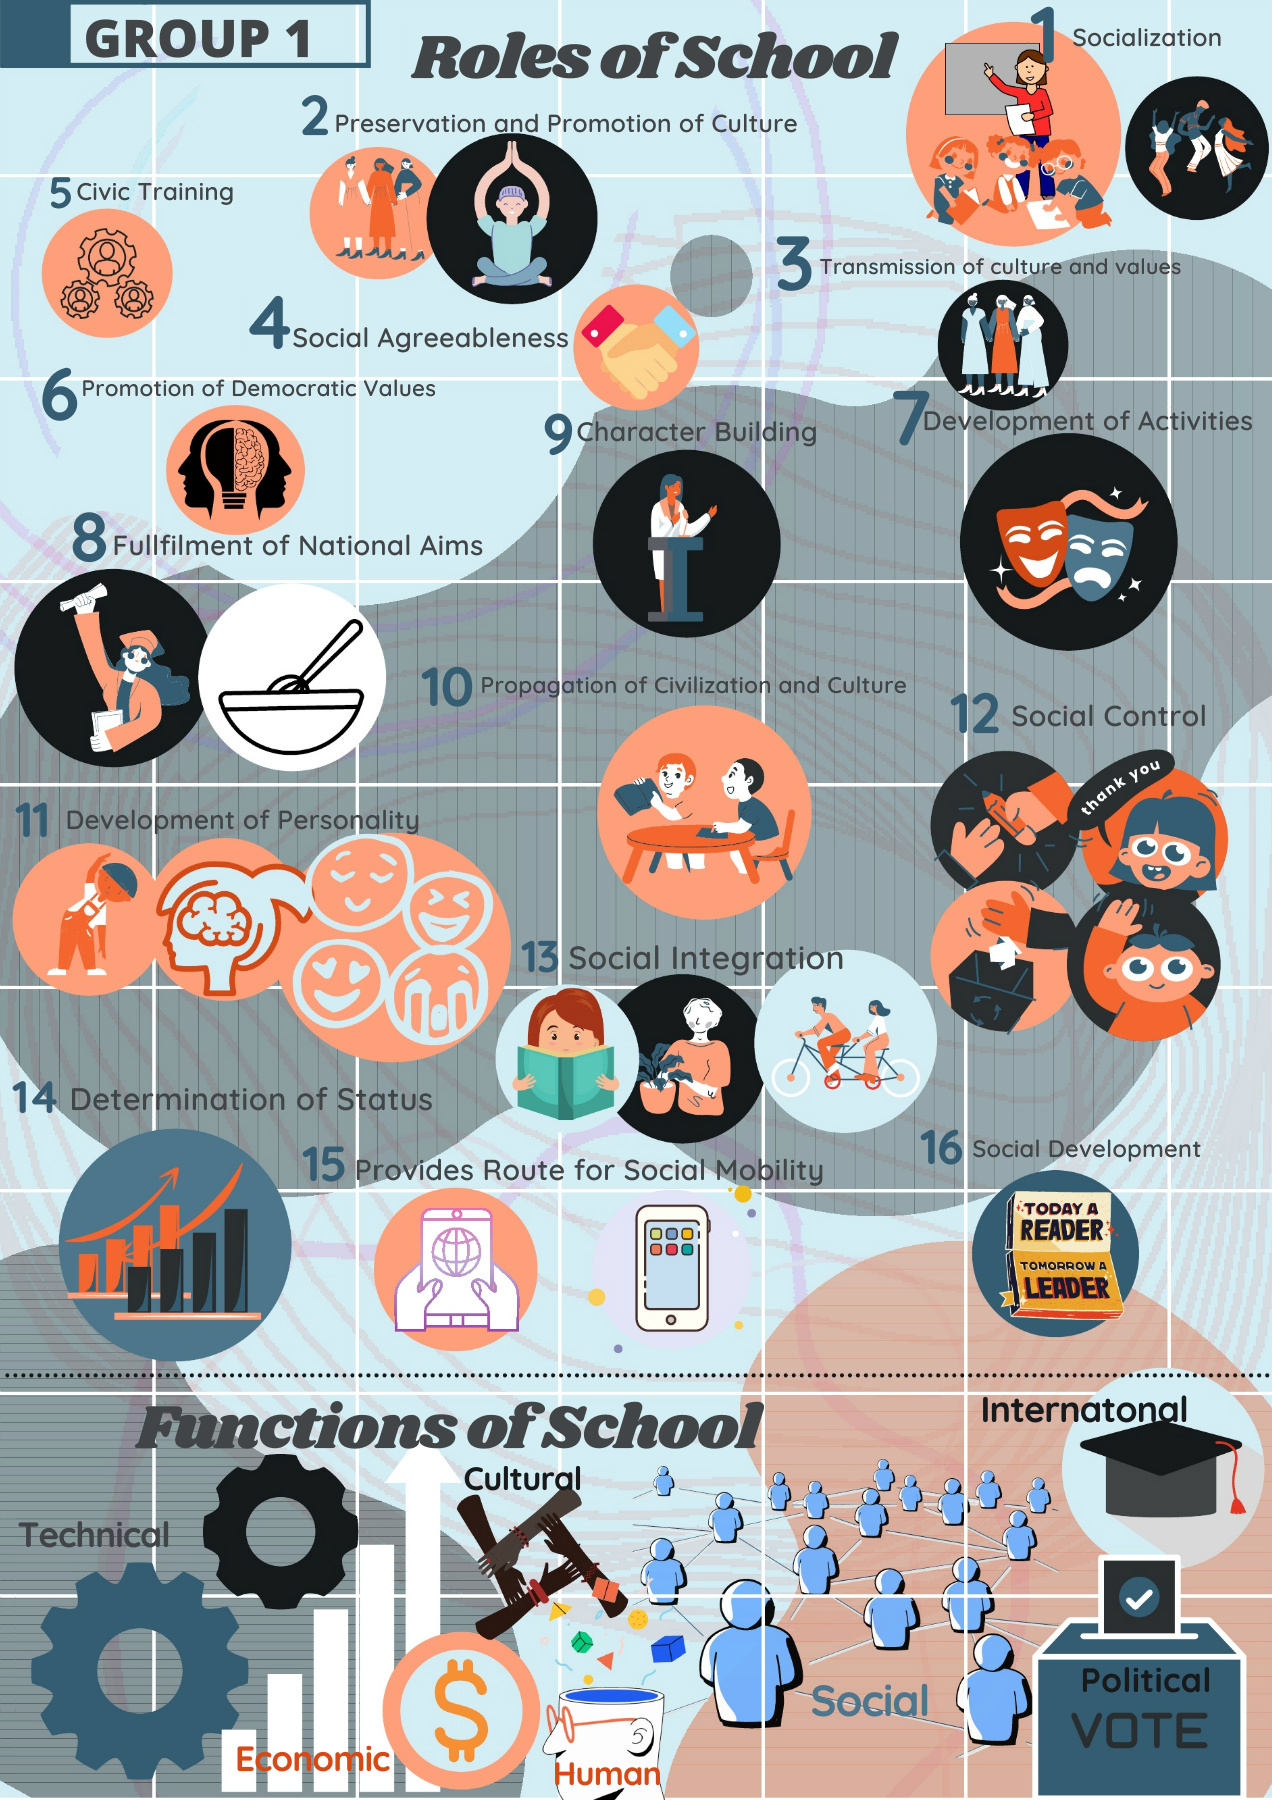 GROUP 1
Roles of School
1 Socialization
2 Preservation and Promotion of Culture
5 Civic Training
3 Transmission of culture and values
4 Social Agreeableness
6 Promotion of Democratic Values
9 Character Building
7 Development of Activities
8 Fullfilment of National Aims
10 Propagation of Civilization and Culture
12 Social Control
thank you
11 Development of Personality
13 Social Integration
14 Determination of Status
15 Provides Route for Social Mobility
16 Social Development
TODAY A
READER
TOMORROW A
LEADER
Functions of School
Internatonal
Cultural
Technical
$
Economic
Human
Social
Political
VOTE